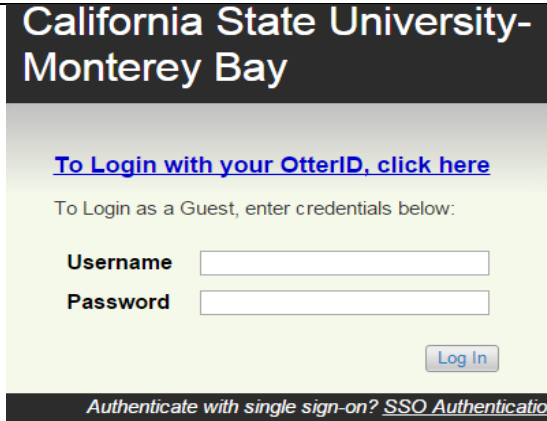 California State University-
Monterey Bay
To Login with your OtterID, click here
To Login as a Guest, enter credentials below:
Username
Password
Log In
Authenticate with single sign-on? SSO Authenticatio